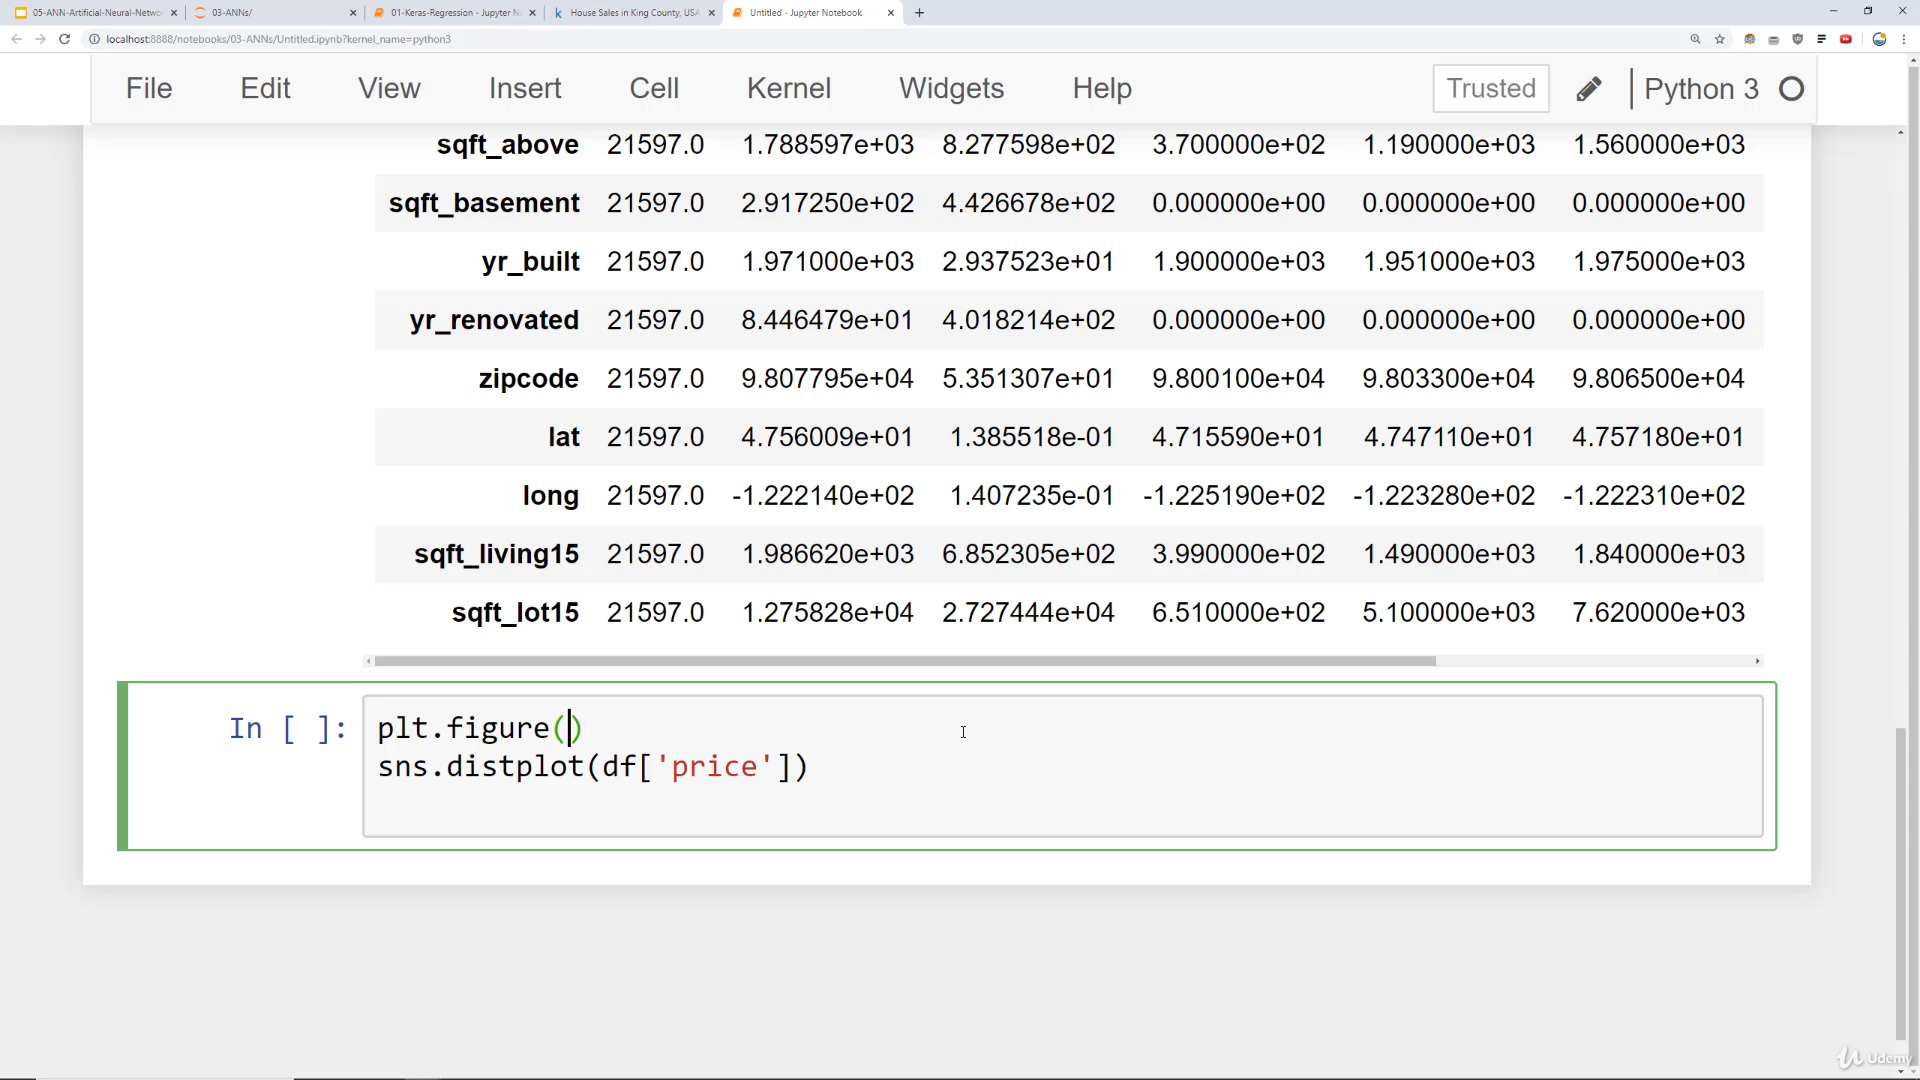 05-ANN-Artificial-Neural-Netwo
03-ANNs/
01-Keras-Regression - Jupyter N
House Sales in King County, USA
Untitled - Jupyter Notebook
localhost:8888/notebooks/03-ANNs/Untitled.ipynb?kernel_name=python3
File Edit View Insert Cell Kernel Widgets Help Trusted Python 3
sqft_above 21597.0 1.788597e+03 8.277598e+02 3.700000e+02 1.190000e+03 1.560000e+03
sqft_basement 21597.0 2.917250e+02 4.426678e+02 0.000000e+00 0.000000e+00 0.000000e+00
yr_built 21597.0 1.971000e+03 2.937523e+01 1.900000e+03 1.951000e+03 1.975000e+03
yr_renovated 21597.0 8.446479e+01 4.018214e+02 0.000000e+00 0.000000e+00 0.000000e+00
zipcode 21597.0 9.807795e+04 5.351307e+01 9.800100e+04 9.803300e+04 9.806500e+04
lat 21597.0 4.756009e+01 1.385518e-01 4.715590e+01 4.747110e+01 4.757180e+01
long 21597.0 -1.222140e+02 1.407235e-01 -1.225190e+02 -1.223280e+02 -1.222310e+02
sqft_living15 21597.0 1.986620e+03 6.852305e+02 3.990000e+02 1.490000e+03 1.840000e+03
sqft_lot15 21597.0 1.275828e+04 2.727444e+04 6.510000e+02 5.100000e+03 7.620000e+03
In [ ]: plt.figure()
sns.distplot(df['price'])
Udemy